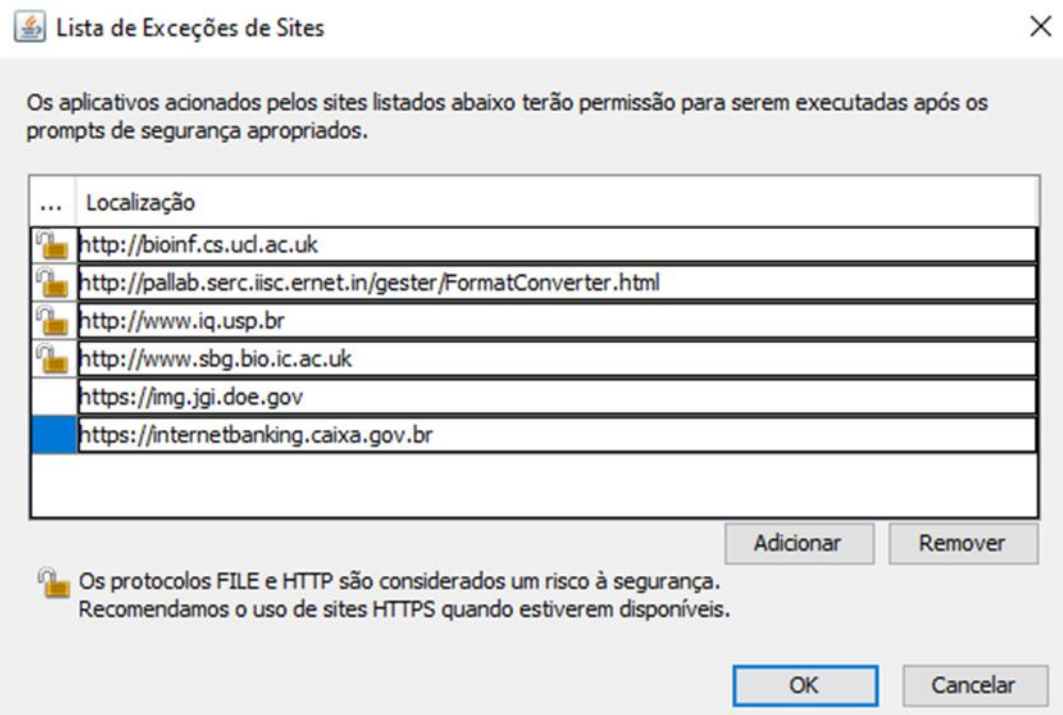 Lista de Exceções de Sites
Os aplicativos acionados pelos sites listados abaixo terão permissão para serem executadas após os
prompts de segurança apropriados.
... Localização
http://bioinf.cs.ucl.ac.uk
http://pallab.serc.iisc.ernet.in/gester/FormatConverter.html
http://www.iq.usp.br
http://www.sbg.bio.ic.ac.uk
https://img.jgi.doe.gov
https://internetbanking.caixa.gov.br
Adicionar Remover
Os protocolos FILE e HTTP são considerados um risco à segurança.
Recomendamos o uso de sites HTTPS quando estiverem disponíveis.
OK Cancelar